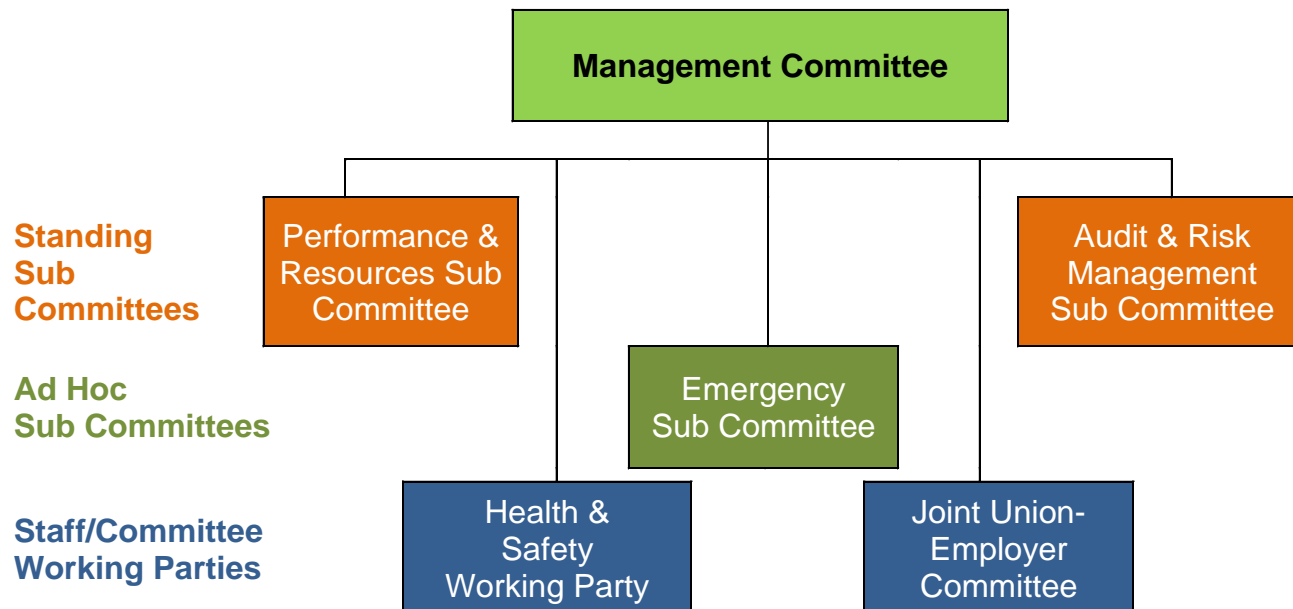 Management Committee
Standing
Sub
Committees
Performance &
Resources Sub
Committee
Audit & Risk
Management
Sub Committee
Ad Hoc
Sub Committees
Emergency
Sub Committee
Staff/Committee
Working Parties
Health &
Safety
Working Party
Joint Union-
Employer
Committee